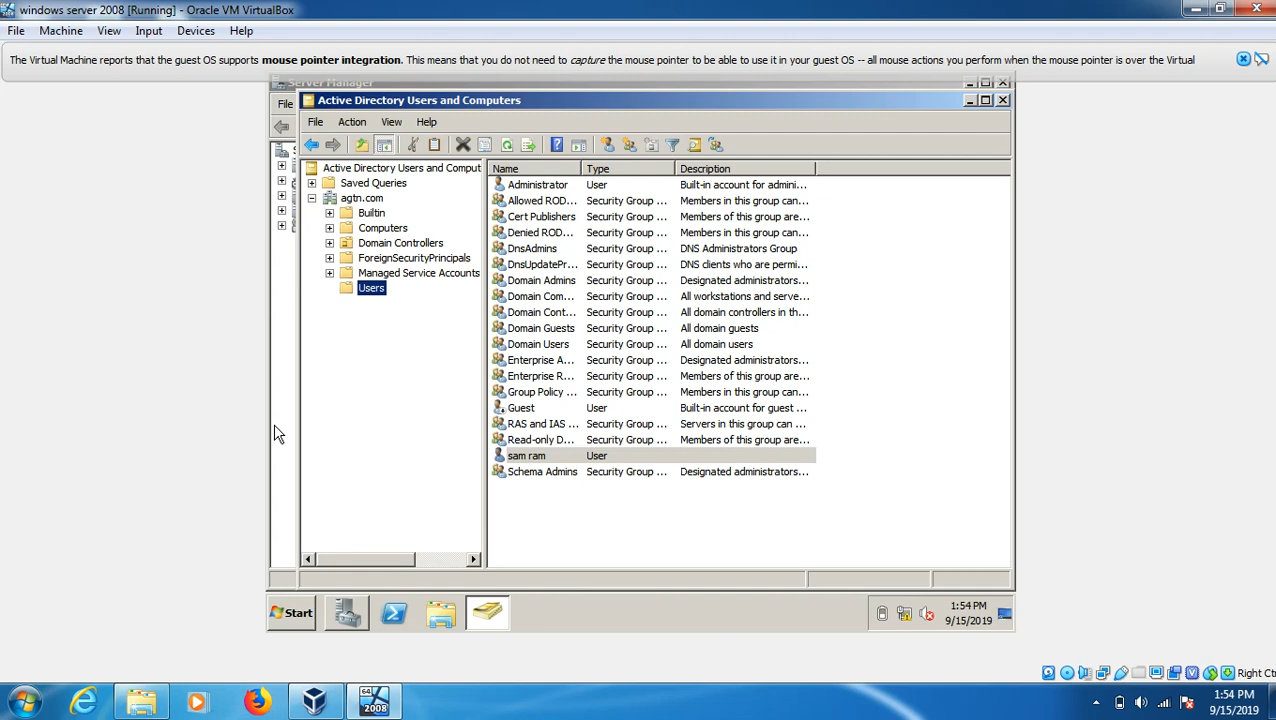 windows server 2008 [Running] - Oracle VM VirtualBox
File Machine View Input Devices Help
The Virtual Machine reports that the guest OS supports mouse pointer integration. This means that you do not need to capture the mouse pointer to be able to use it in your guest OS -- all mouse actions you perform when the mouse pointer is over the Virtual
Server Manager
File
Active Directory Users and Computers
File Action View Help
Active Directory Users and Comput
Saved Queries
agtn.com
Builtin
Computers
Domain Controllers
ForeignSecurityPrincipals
Managed Service Accounts
Users
Name Type Description
Administrator User Built-in account for admini...
Allowed ROD... Security Group ... Members in this group can...
Cert Publishers Security Group ... Members of this group are...
Denied ROD... Security Group ... Members in this group can...
DnsAdmins Security Group ... DNS Administrators Group
DnsUpdatePr... Security Group ... DNS clients who are permi...
Domain Admins Security Group ... Designated administrators...
Domain Com... Security Group ... All workstations and serve...
Domain Cont... Security Group ... All domain controllers in th...
Domain Guests Security Group ... All domain guests
Domain Users Security Group ... All domain users
Enterprise A... Security Group ... Designated administrators...
Enterprise R... Security Group ... Members of this group are...
Group Policy ... Security Group ... Members in this group can...
Guest User Built-in account for guest ...
RAS and IAS ... Security Group ... Servers in this group can ...
Read-only D... Security Group ... Members of this group are...
sam ram User
Schema Admins Security Group ... Designated administrators...
Start
1:54 PM
9/15/2019
Right Ct
64
2008
1:54 PM
9/15/2019